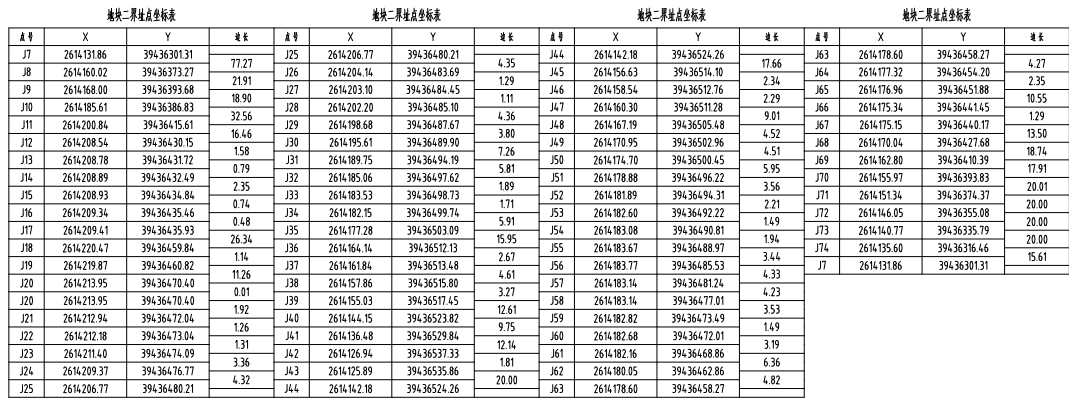 地块二界址点坐标表
点号 X Y 边长
J7 2614131.86 39436301.31
77.27
J8 2614160.02 39436373.27
21.91
J9 2614168.00 39436393.68
18.90
J10 2614185.61 39436386.83
32.56
J11 2614200.84 39436415.61
16.46
J12 2614208.54 39436430.15
1.58
J13 2614208.78 39436431.72
0.79
J14 2614208.89 39436432.49
2.35
J15 2614208.93 39436434.84
0.74
J16 2614209.34 39436435.46
0.48
J17 2614209.41 39436435.93
26.34
J18 2614220.47 39436459.84
1.14
J19 2614219.87 39436460.82
11.26
J20 2614213.95 39436470.40
0.01
J20 2614213.95 39436470.40
1.92
J21 2614212.94 39436472.04
1.26
J22 2614212.18 39436473.04
1.31
J23 2614211.40 39436474.09
3.36
J24 2614209.37 39436476.77
4.32
J25 2614206.77 39436480.21
地块二界址点坐标表
点号 X Y 边长
J25 2614206.77 39436480.21
4.35
J26 2614204.14 39436483.69
1.29
J27 2614203.10 39436484.45
1.11
J28 2614202.20 39436485.10
4.36
J29 2614198.68 39436487.67
3.80
J30 2614195.61 39436489.90
7.26
J31 2614189.75 39436494.19
5.81
J32 2614185.06 39436497.62
1.89
J33 2614183.53 39436498.73
1.71
J34 2614182.15 39436499.74
5.91
J35 2614177.28 39436503.09
15.95
J36 2614164.14 39436512.13
2.67
J37 2614161.84 39436513.48
4.61
J38 2614157.86 39436515.80
3.27
J39 2614155.03 39436517.45
12.61
J40 2614144.15 39436523.82
9.75
J41 2614136.48 39436529.84
12.14
J42 2614126.94 39436537.33
1.81
J43 2614125.89 39436535.86
20.00
J44 2614142.18 39436524.26
地块二界址点坐标表
点号 X Y 边长
J44 2614142.18 39436524.26
17.66
J45 2614156.63 39436514.10
2.34
J46 2614158.54 39436512.76
2.29
J47 2614160.30 39436511.28
9.01
J48 2614167.19 39436505.48
4.52
J49 2614170.95 39436502.96
4.51
J50 2614174.70 39436500.45
5.95
J51 2614178.88 39436496.22
3.56
J52 2614181.89 39436494.31
2.21
J53 2614182.60 39436492.22
1.49
J54 2614183.08 39436490.81
1.94
J55 2614183.67 39436488.97
3.44
J56 2614183.77 39436485.53
4.33
J57 2614183.14 39436481.24
4.23
J58 2614183.14 39436477.01
3.53
J59 2614182.82 39436473.49
1.49
J60 2614182.68 39436472.01
3.19
J61 2614182.16 39436468.86
6.36
J62 2614180.05 39436462.86
4.82
J63 2614178.60 39436458.27
地块二界址点坐标表
点号 X Y 边长
J63 2614178.60 39436458.27
4.27
J64 2614177.32 39436454.20
2.35
J65 2614176.96 39436451.88
10.55
J66 2614175.34 39436441.45
1.29
J67 2614175.15 39436440.17
13.50
J68 2614170.04 39436427.68
18.74
J69 2614162.80 39436410.39
17.91
J70 2614155.97 39436393.83
20.01
J71 2614151.34 39436374.37
20.00
J72 2614146.05 39436355.08
20.00
J73 2614140.77 39436335.79
20.00
J74 2614135.60 39436316.46
15.61
J7 2614131.86 39436301.31